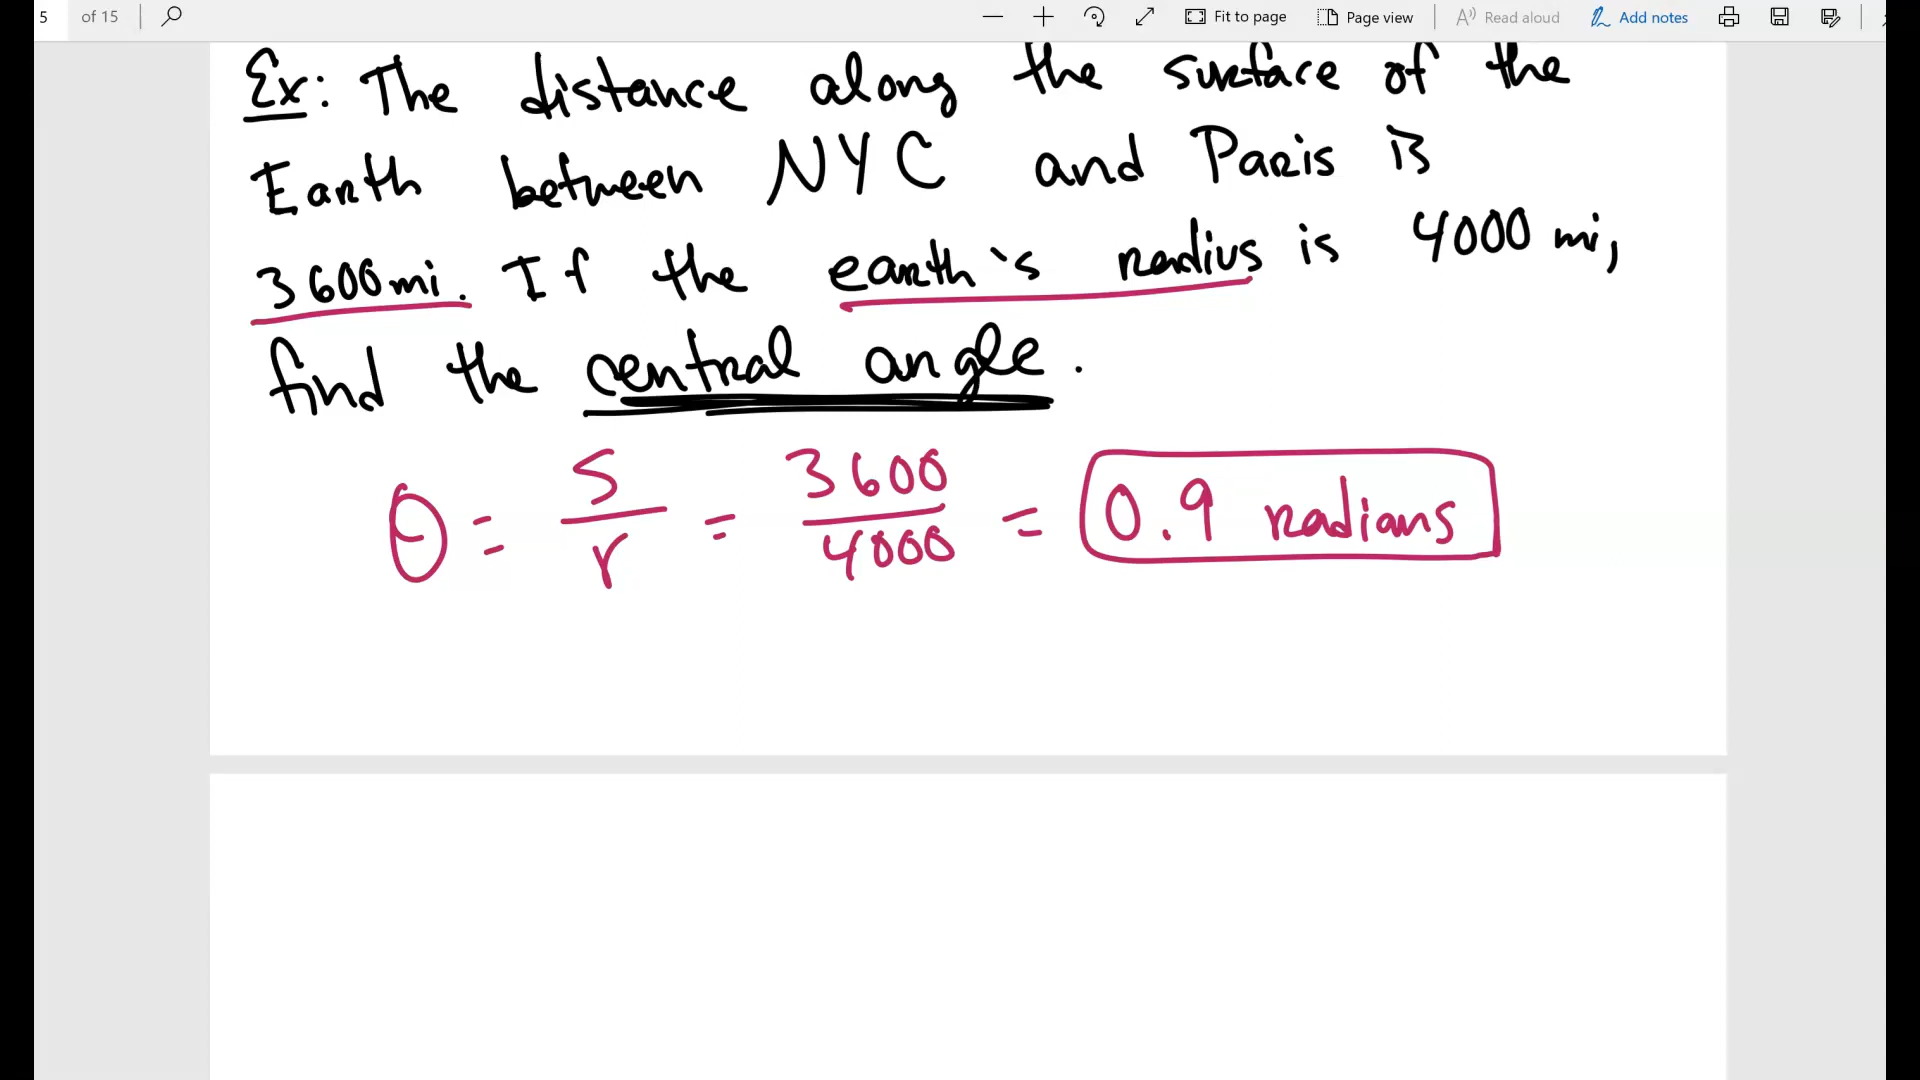 5 of 15 Fit to page Page view Read aloud Add notes
Ex: The distance along the surface of the
Earth between NYC and Paris is
3600mi. If the earth's radius is 4000 mi,
find the central angle.
θ = s/r = 3600/4000 = 0.9 radians